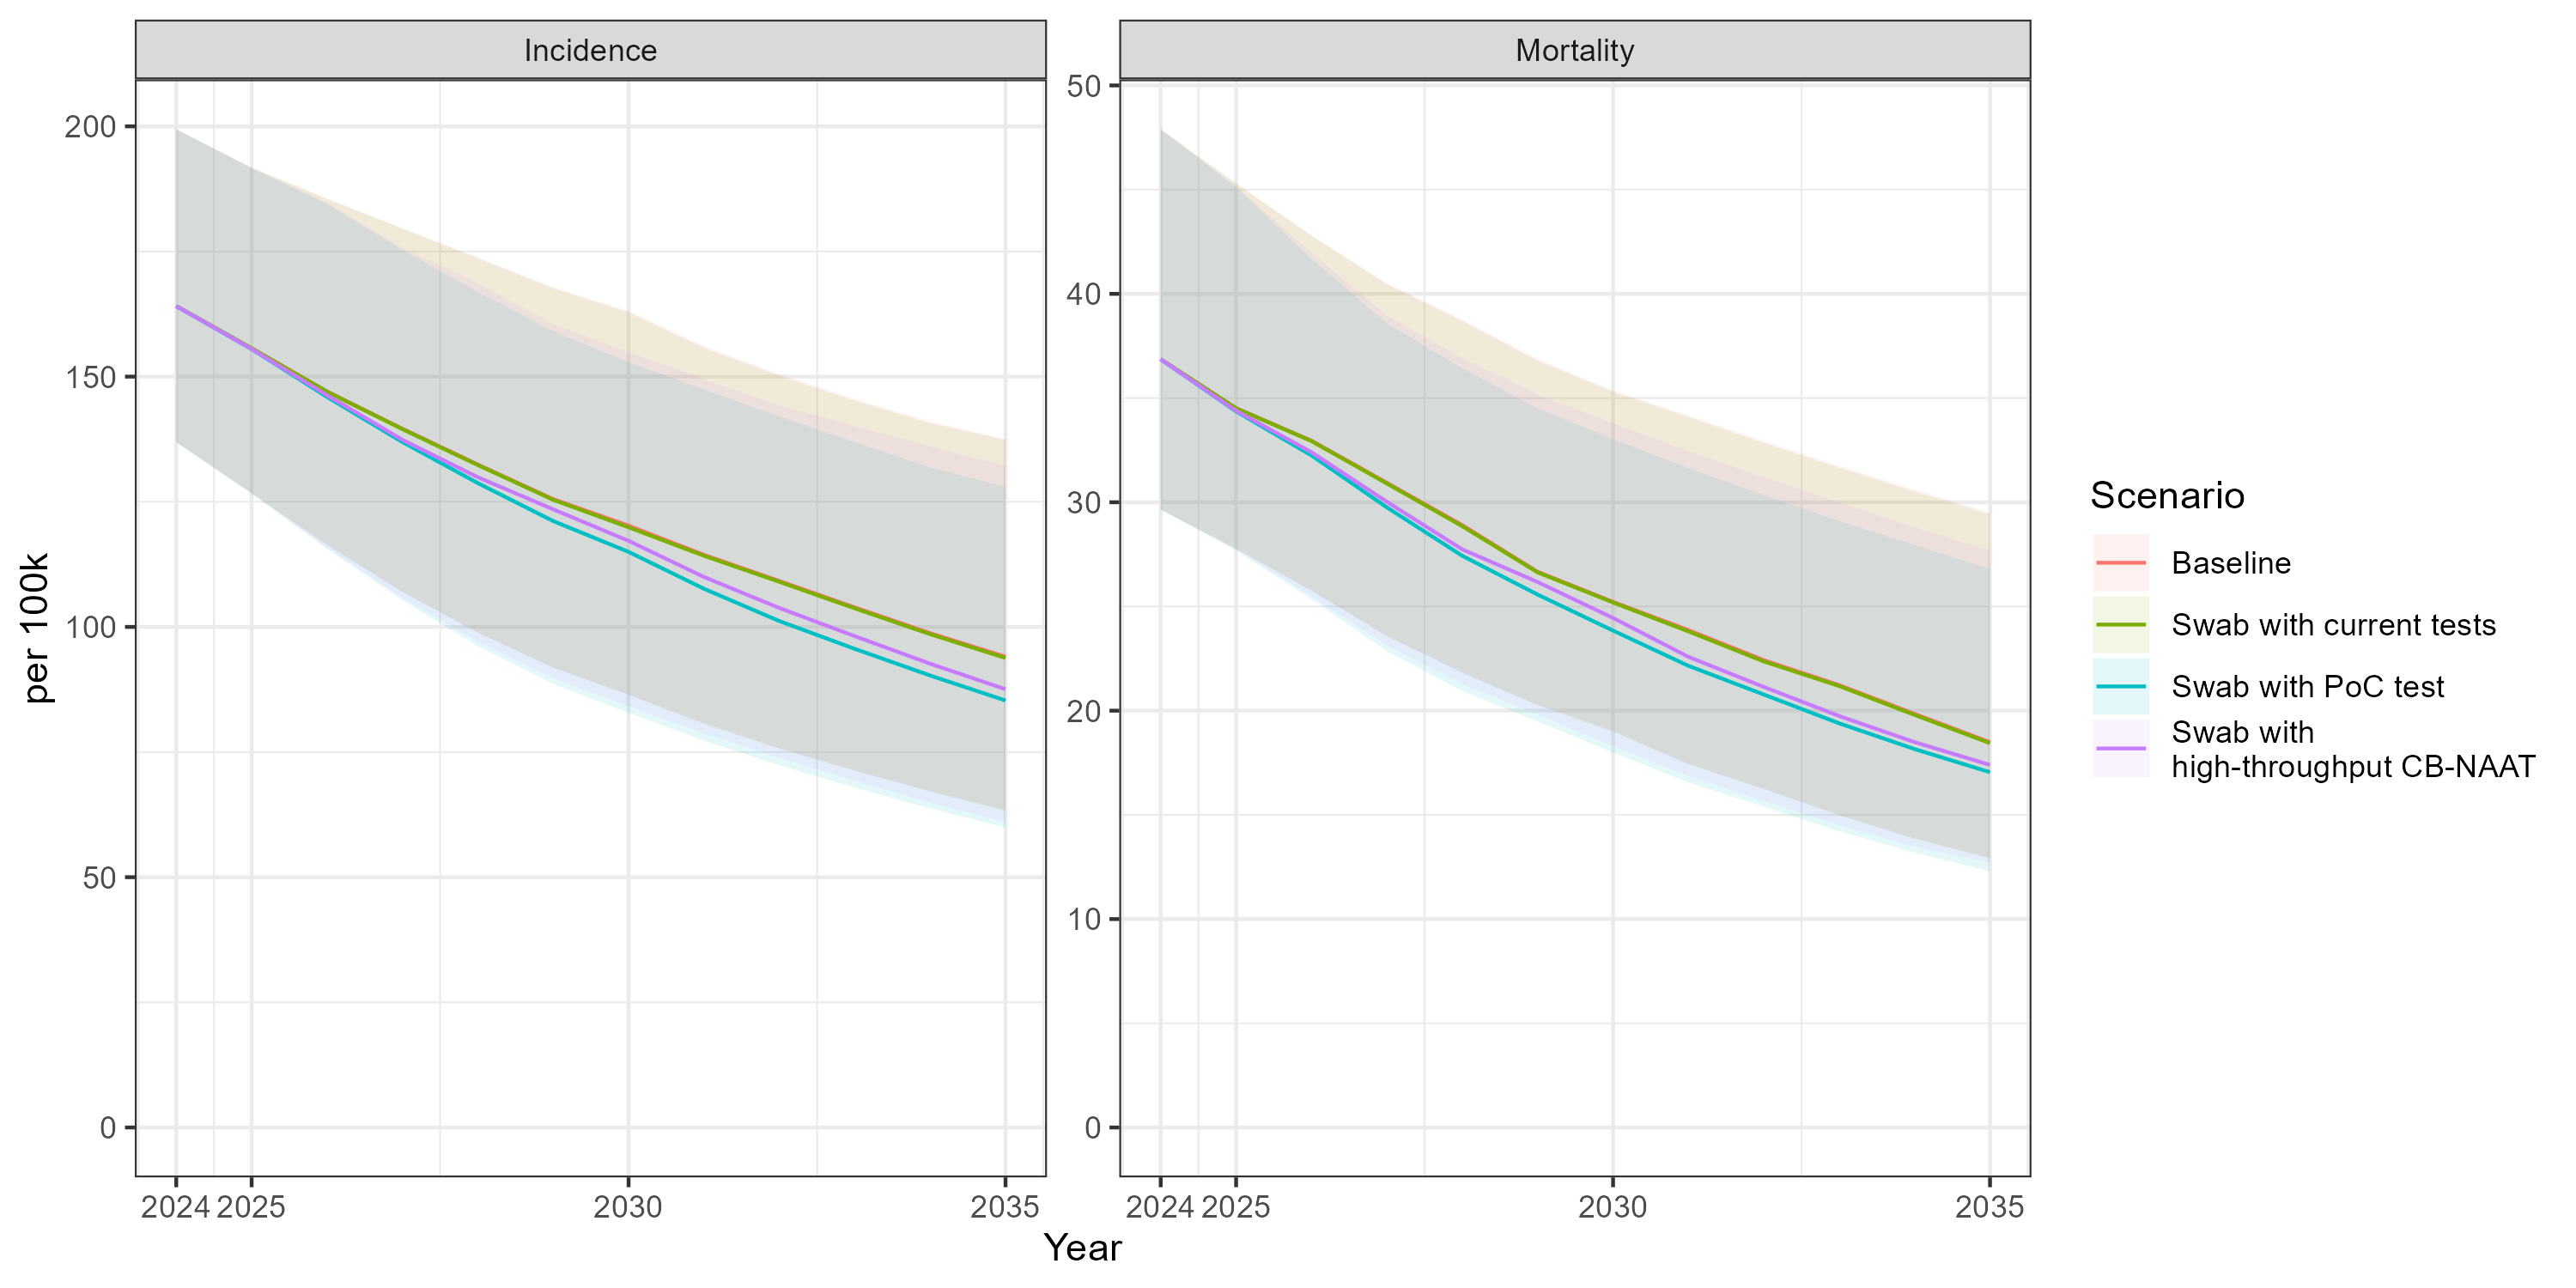 Incidence
Mortality
per 100k
200
150
100
50
0
50
40
30
20
10
0
2024
2025
2030
2035
2024
2025
2030
2035
Year
Scenario
Baseline
Swab with current tests
Swab with PoC test
Swab with
high-throughput CB-NAAT